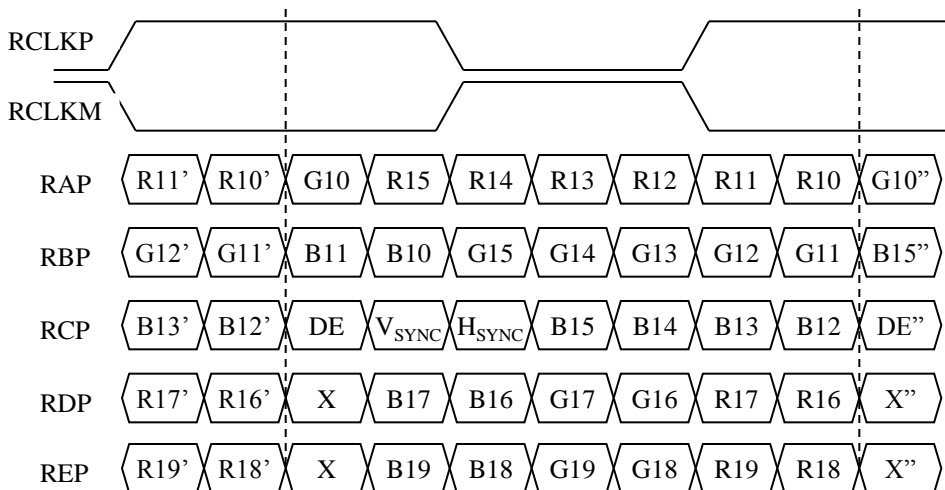 RCLKP
RCLKM
RAP R11’ R10’ G10 R15 R14 R13 R12 R11 R10 G10”
RBP G12’ G11’ B11 B10 G15 G14 G13 G12 G11 B15”
RCP B13’ B12’ DE VSYNC HSYNC B15 B14 B13 B12 DE”
RDP R17’ R16’ X B17 B16 G17 G16 R17 R16 X”
REP R19’ R18’ X B19 B18 G19 G18 R19 R18 X”